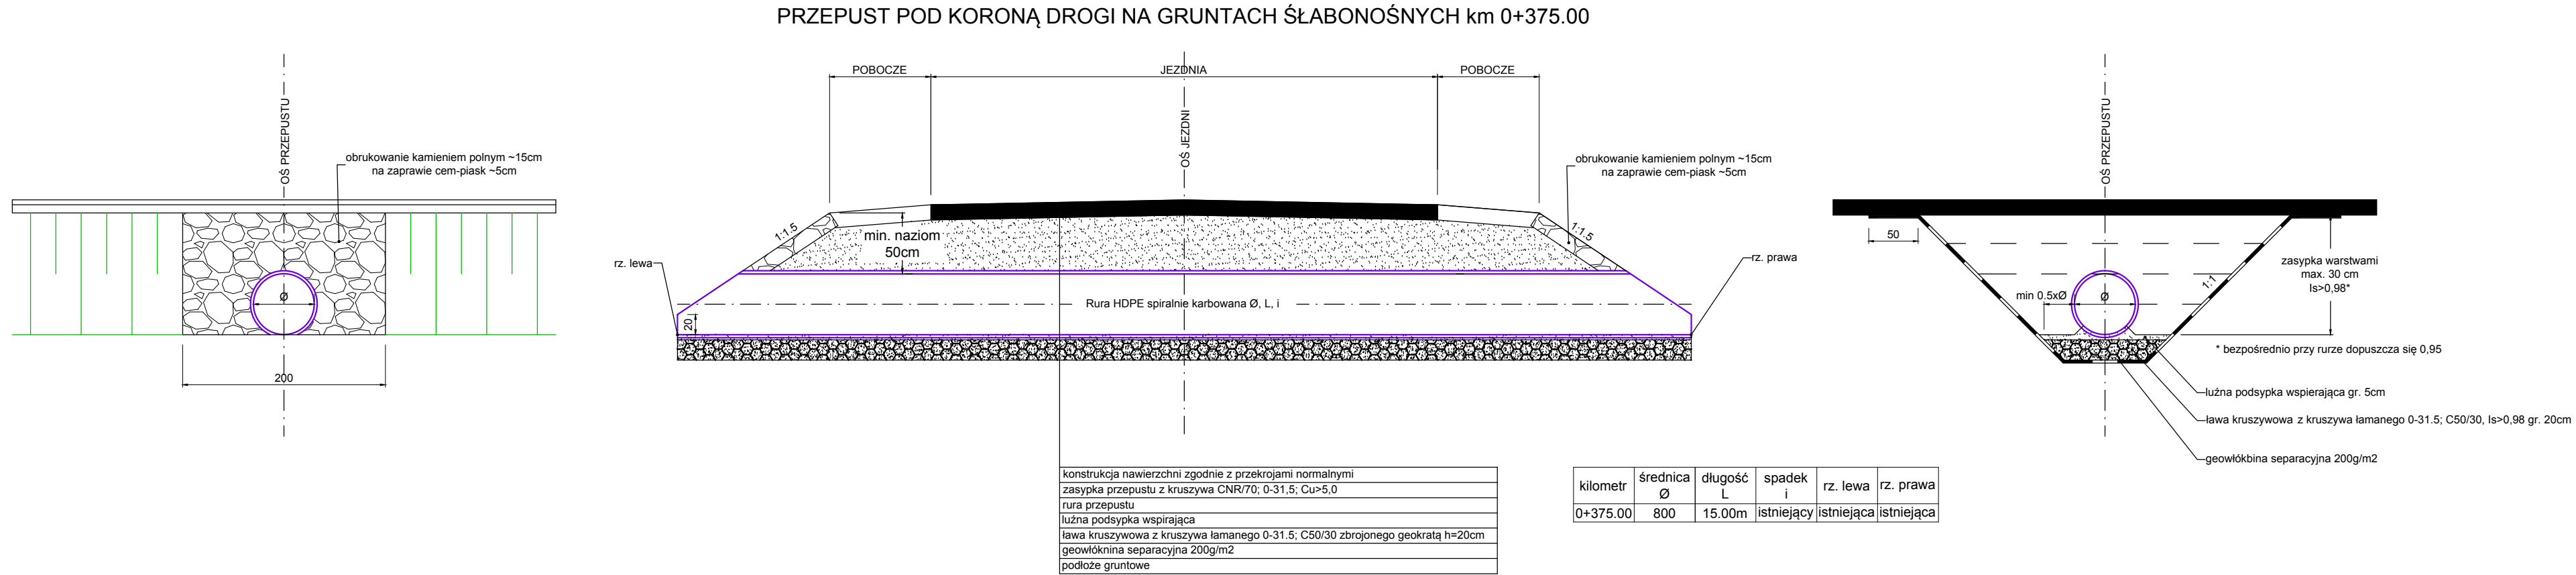 PRZEPUST POD KORONĄ DROGI NA GRUNTACH ŚŁABONOŚNYCH km 0+375.00
OŚ PRZEPUSTU
obrukowanie kamieniem polnym ~15cm
na zaprawie cem-piask ~5cm
Ø
200
POBOCZE
JEZDNIA
POBOCZE
OŚ JEZDNI
obrukowanie kamieniem polnym ~15cm
na zaprawie cem-piask ~5cm
1:1.5
min. naziom
50cm
1:1.5
rz. lewa
rz. prawa
Rura HDPE spiralnie karbowana Ø, L, i
20
konstrukcja nawierzchni zgodnie z przekrojami normalnymi
zasypka przepustu z kruszywa CNR/70; 0-31,5; Cu>5,0
rura przepustu
luźna podsypka wspirająca
ława kruszywowa z kruszywa łamanego 0-31.5; C50/30 zbrojonego geokratą h=20cm
geowłóknina separacyjna 200g/m2
podłoże gruntowe
kilometr średnica Ø długość L spadek i rz. lewa rz. prawa
0+375.00 800 15.00m istniejący istniejąca istniejąca
OŚ PRZEPUSTU
50
zasypka warstwami
max. 30 cm
Is>0,98*
1:1
min 0.5xØ
Ø
* bezpośrednio przy rurze dopuszcza się 0,95
luźna podsypka wspierająca gr. 5cm
ława kruszywowa z kruszywa łamanego 0-31.5; C50/30, Is>0,98 gr. 20cm
geowłókbina separacyjna 200g/m2